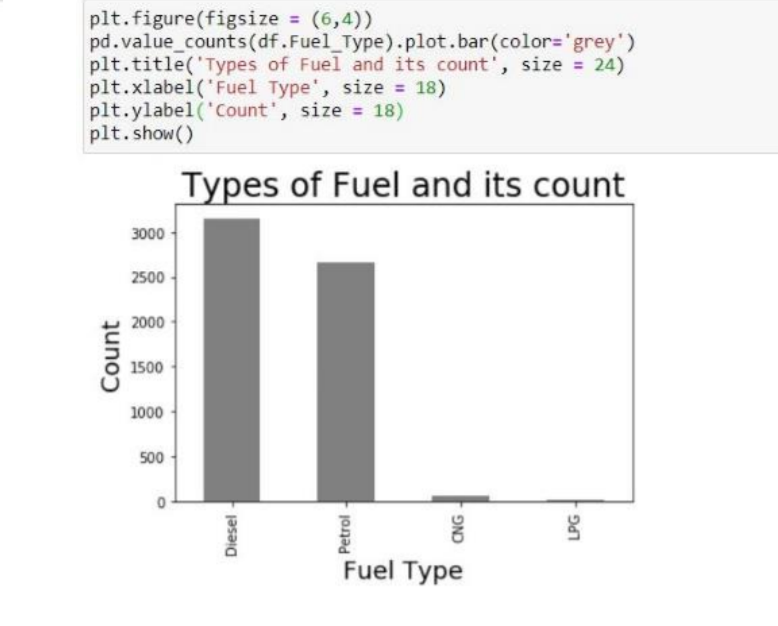 plt.figure(figsize = (6,4))
pd.value_counts(df.Fuel_Type).plot.bar(color='grey')
plt.title('Types of Fuel and its count', size = 24)
plt.xlabel('Fuel Type', size = 18)
plt.ylabel('Count', size = 18)
plt.show()
Types of Fuel and its count
3000
2500
2000
1500
1000
500
0
Count
Diesel
Petrol
CNG
LPG
Fuel Type